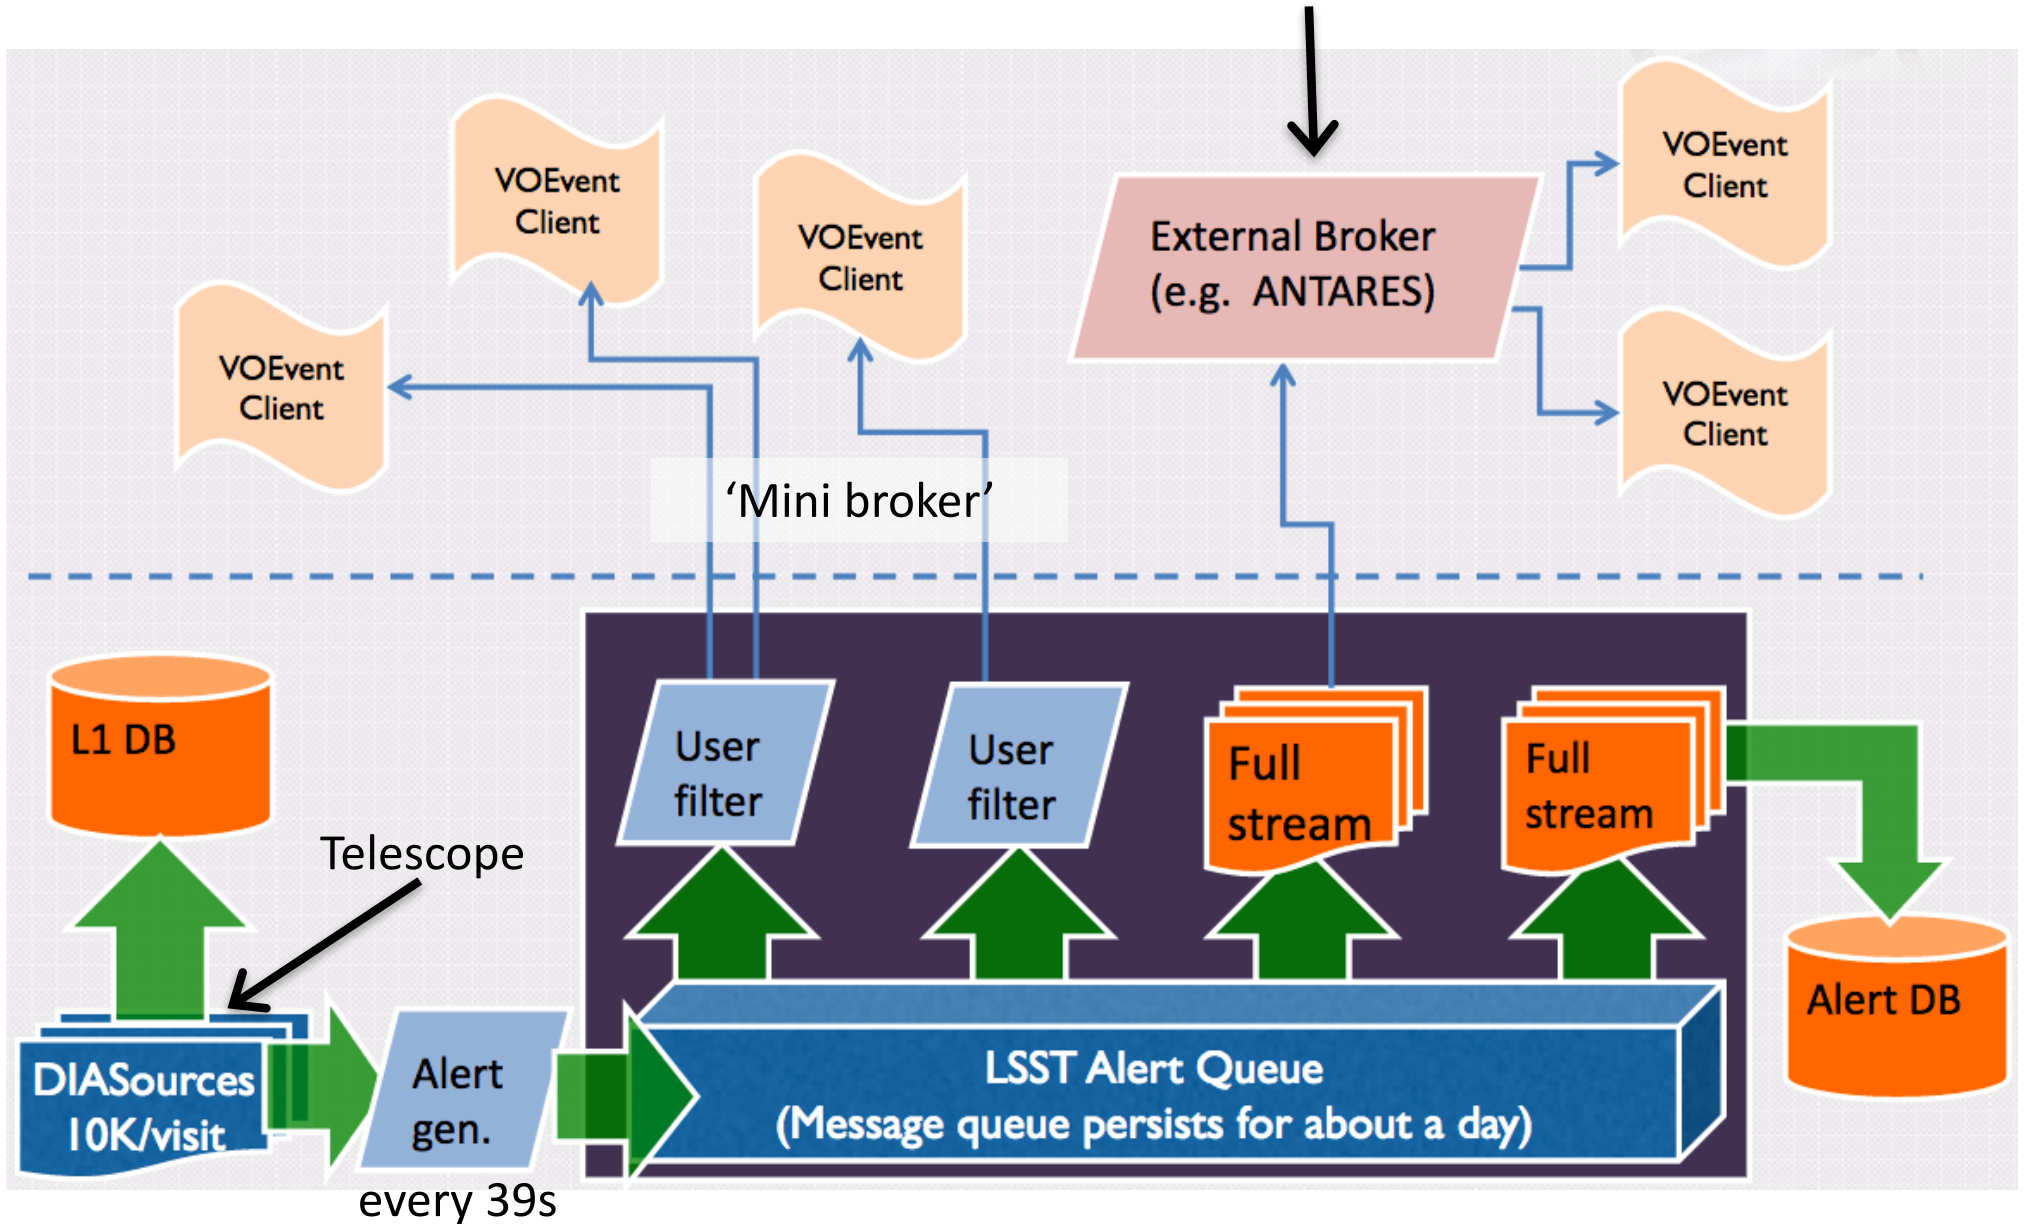 VOEvent
Client
VOEvent
Client
VOEvent
Client
VOEvent
Client
External Broker
(e.g. ANTARES)
VOEvent
Client
‘Mini broker’
L1 DB
User
filter
User
filter
Full
stream
Full
stream
Telescope
Alert DB
DIASources
10K/visit
Alert
gen.
LSST Alert Queue
(Message queue persists for about a day)
every 39s